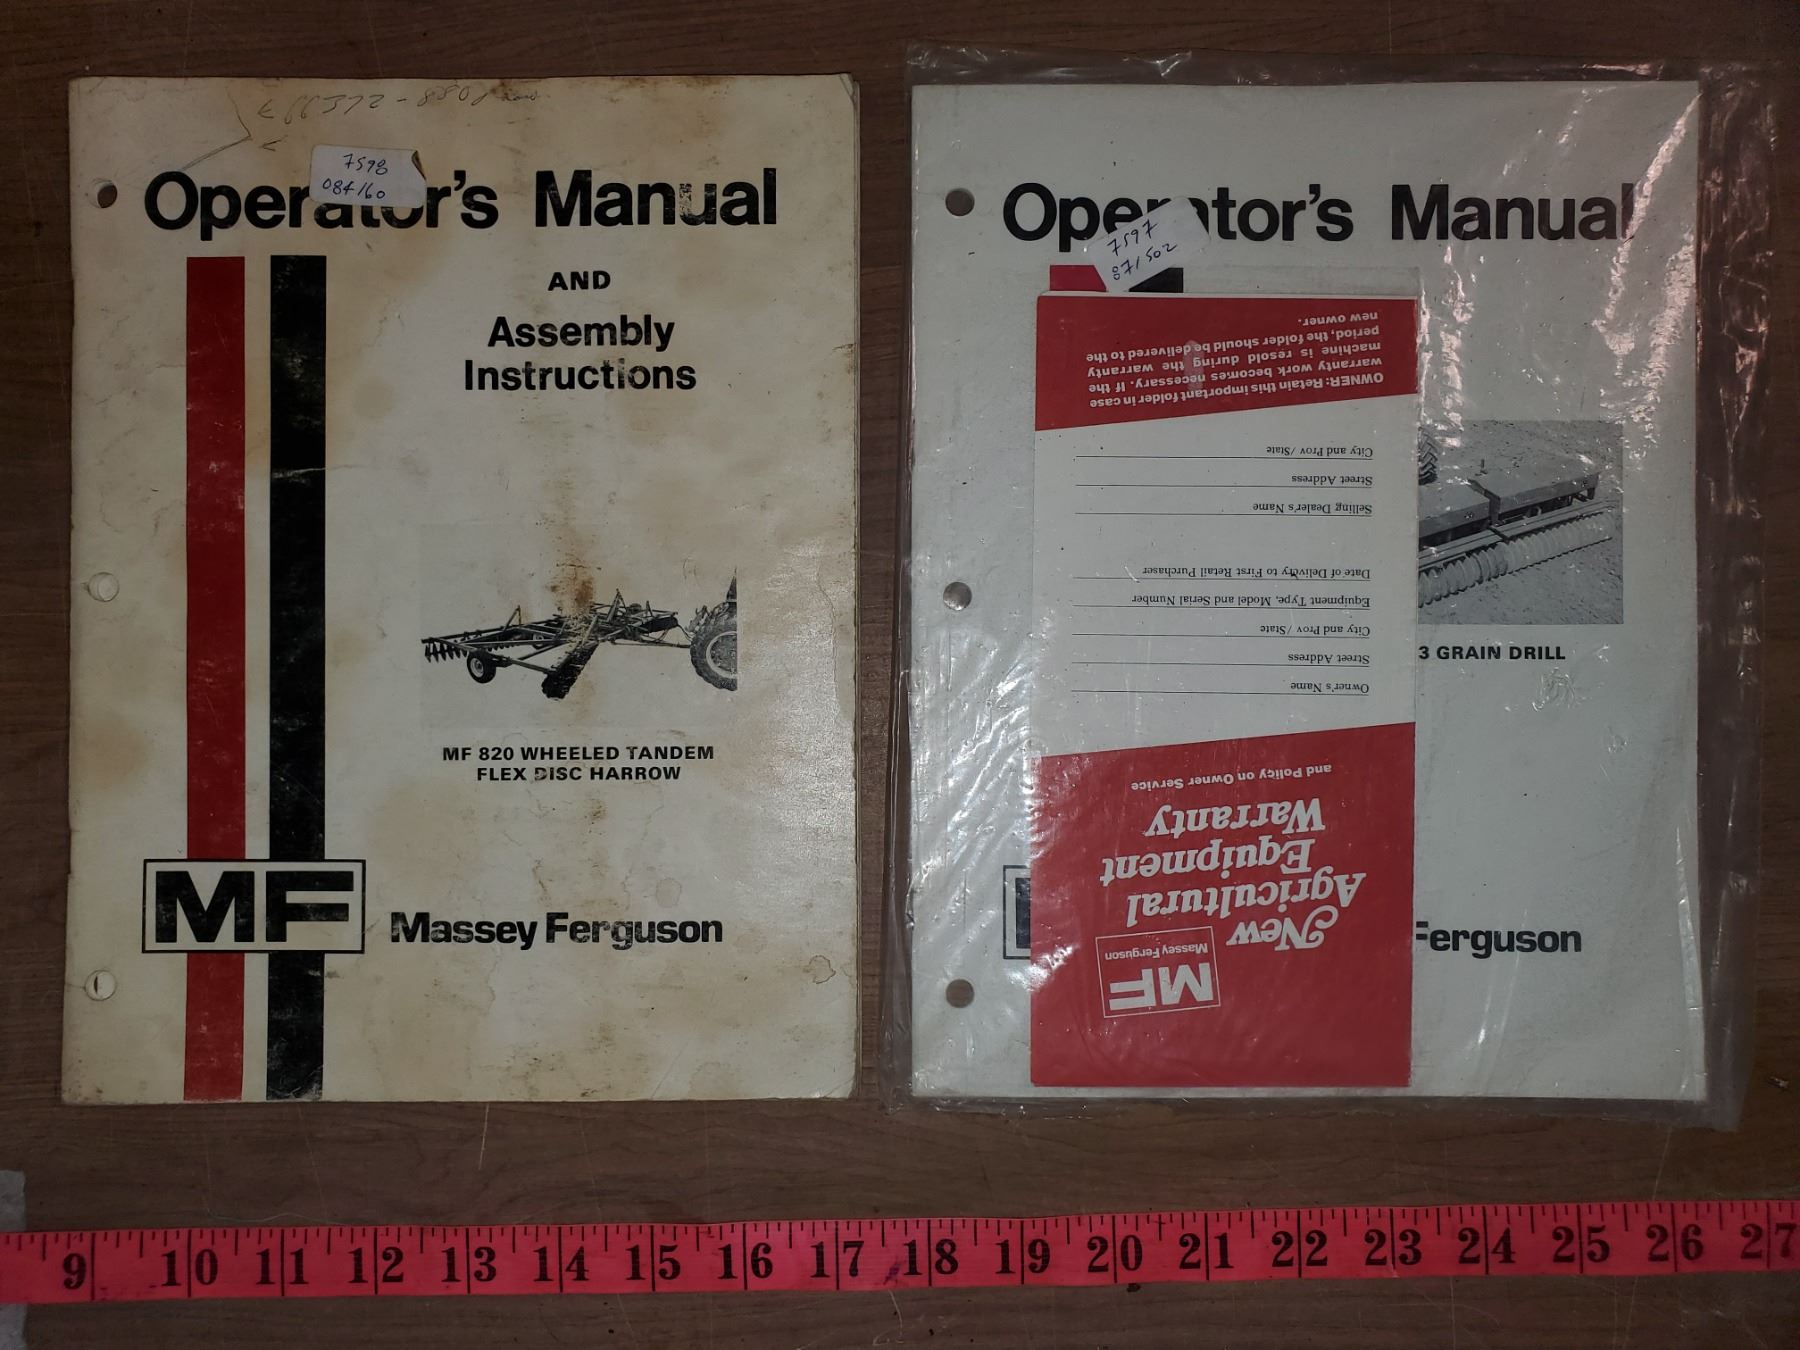 7598
084160
Operator's Manual
AND
Assembly
Instructions
MF 820 WHEELED TANDEM
FLEX DISC HARROW
MF
Massey Ferguson
Operator's Manual
7597
3 GRAIN DRILL
Ferguson
MF
Massey Ferguson
New
Agricultural
Equipment
Warranty
and Policy on Owner Service
Owner's Name
Street Address
City and Prov/State
Equipment Type, Model and Serial Number
Date of Delivery to First Retail Purchaser
Selling Dealer's Name
Street Address
City and Prov/State
OWNER: Retain this important folder in case
warranty work becomes necessary. If the
machine is resold during the warranty
period, the folder should be delivered to the
new owner.
9 10 11 12 13 14 15 16 17 18 19 20 21 22 23 24 25 26 27